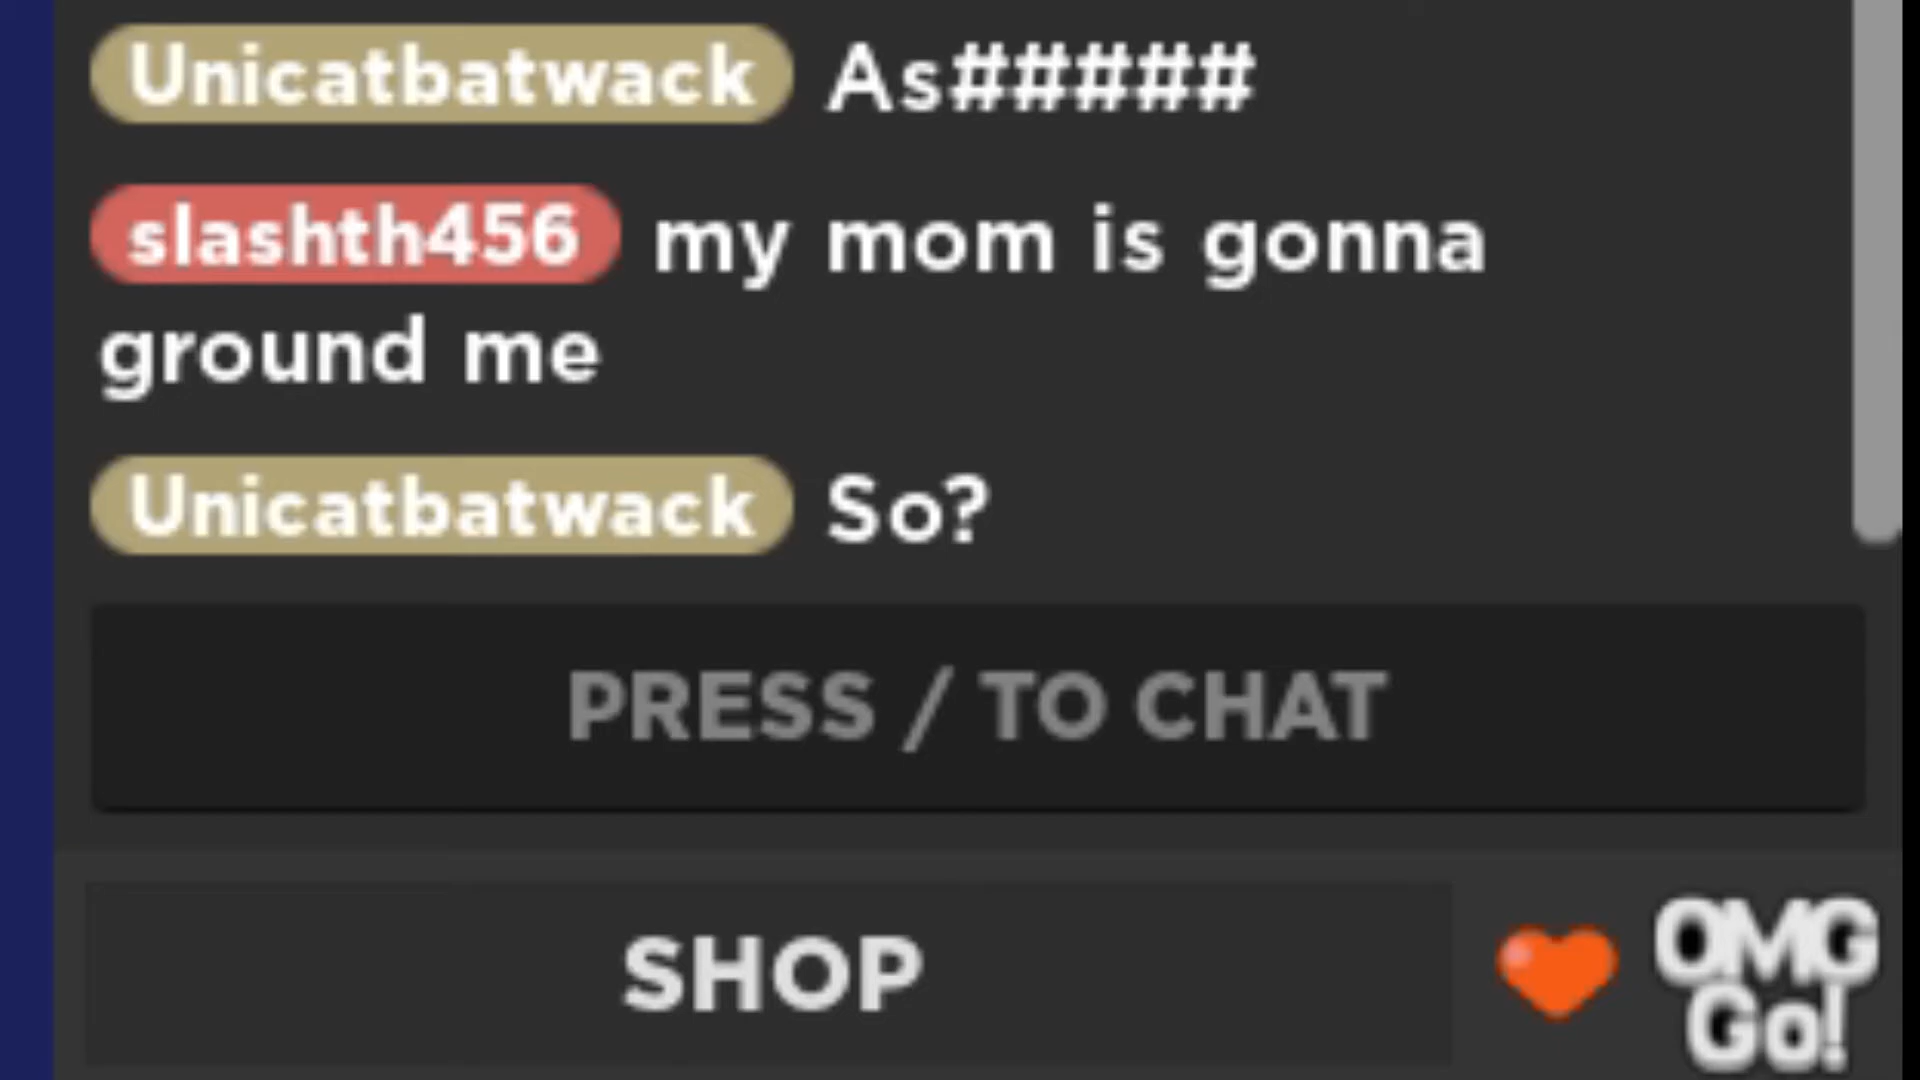 Unicatbatwack As#####
slashth456 my mom is gonna
ground me
Unicatbatwack So?
PRESS / TO CHAT
SHOP
OMG
Go!